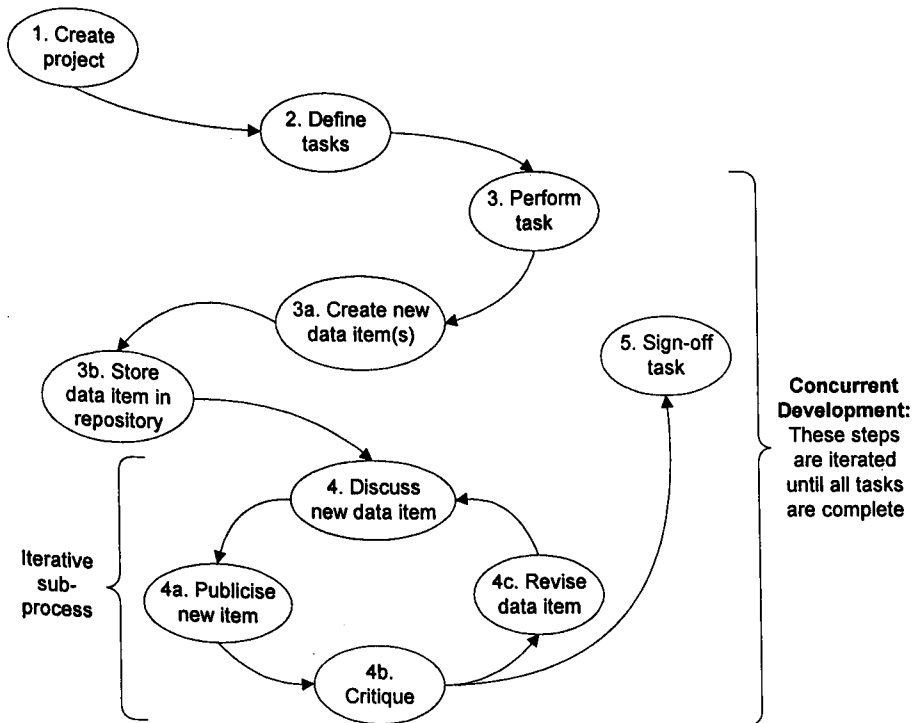 1. Create
project
2. Define
tasks
3. Perform
task
3a. Create new
data item(s)
3b. Store
data item in
repository
5. Sign-off
task
Concurrent
Development:
These steps
are iterated
until all tasks
are complete
4. Discuss
new data item
Iterative
sub-
process
4a. Publicise
new item
4c. Revise
data item
4b.
Critique